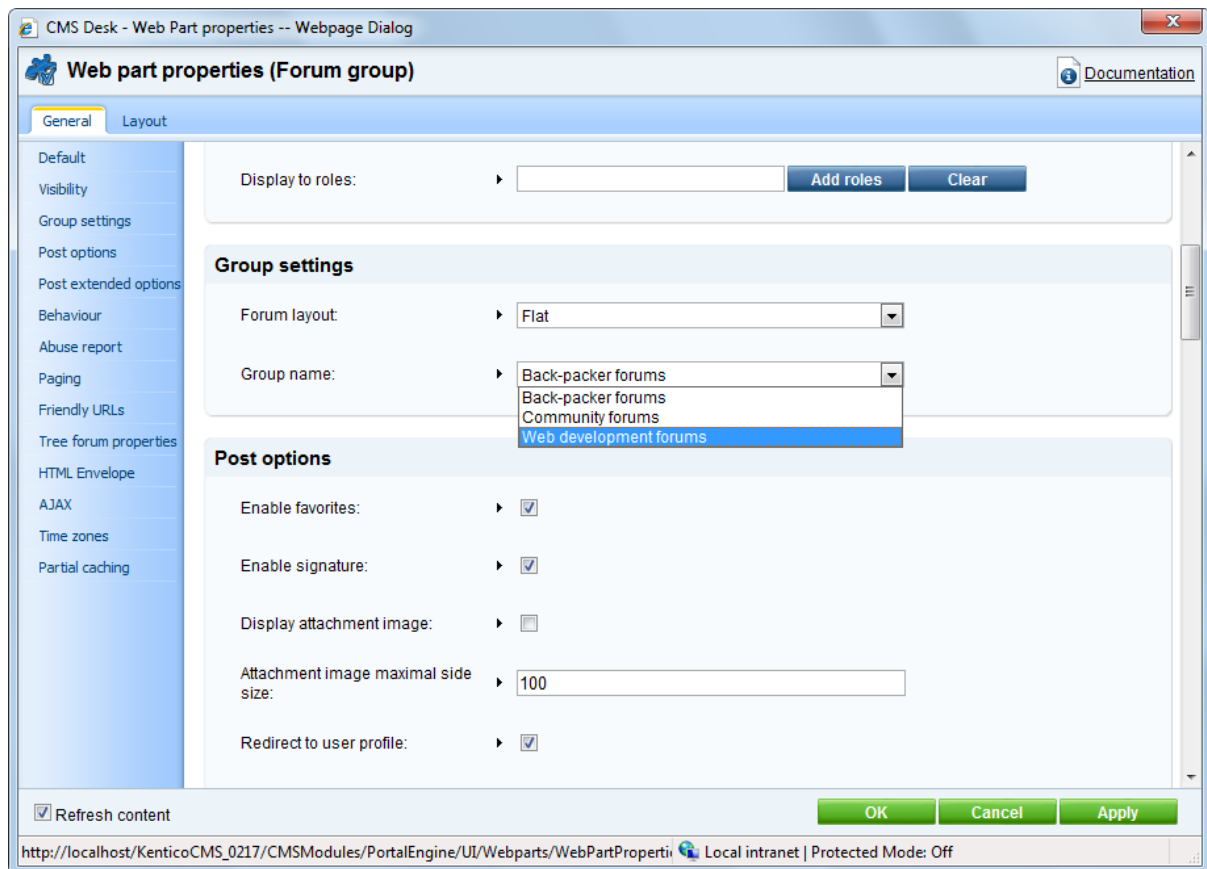 CMS Desk - Web Part properties -- Webpage Dialog
Web part properties (Forum group)
Documentation
General
Layout
Default
Visibility
Group settings
Post options
Post extended options
Behaviour
Abuse report
Paging
Friendly URLs
Tree forum properties
HTML Envelope
AJAX
Time zones
Partial caching
Display to roles:
Add roles
Clear
Group settings
Forum layout:
Flat
Group name:
Back-packer forums
Back-packer forums
Community forums
Web development forums
Post options
Enable favorites:
Enable signature:
Display attachment image:
Attachment image maximal side
size:
100
Redirect to user profile:
Refresh content
OK
Cancel
Apply
http://localhost/KenticoCMS_0217/CMSModules/PortalEngine/UI/Webparts/WebPartProperti
Local intranet | Protected Mode: Off